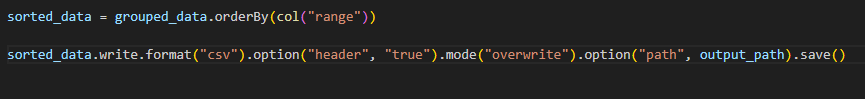 sorted_data = grouped_data.orderBy(col("range"))
sorted_data.write.format("csv").option("header", "true").mode("overwrite").option("path", output_path).save()